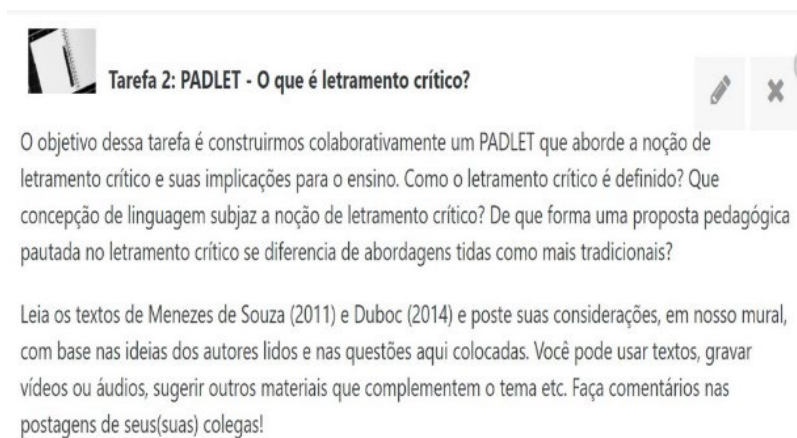 Tarefa 2: PADLET - O que é letramento crítico?
O objetivo dessa tarefa é construirmos colaborativamente um PADLET que aborde a noção de
letramento crítico e suas implicações para o ensino. Como o letramento crítico é definido? Que
concepção de linguagem subjaz a noção de letramento crítico? De que forma uma proposta pedagógica
pautada no letramento crítico se diferencia de abordagens tidas como mais tradicionais?
Leia os textos de Menezes de Souza (2011) e Duboc (2014) e poste suas considerações, em nosso mural,
com base nas ideias dos autores lidos e nas questões aqui colocadas. Você pode usar textos, gravar
vídeos ou áudios, sugerir outros materiais que complementem o tema etc. Faça comentários nas
postagens de seus(suas) colegas!